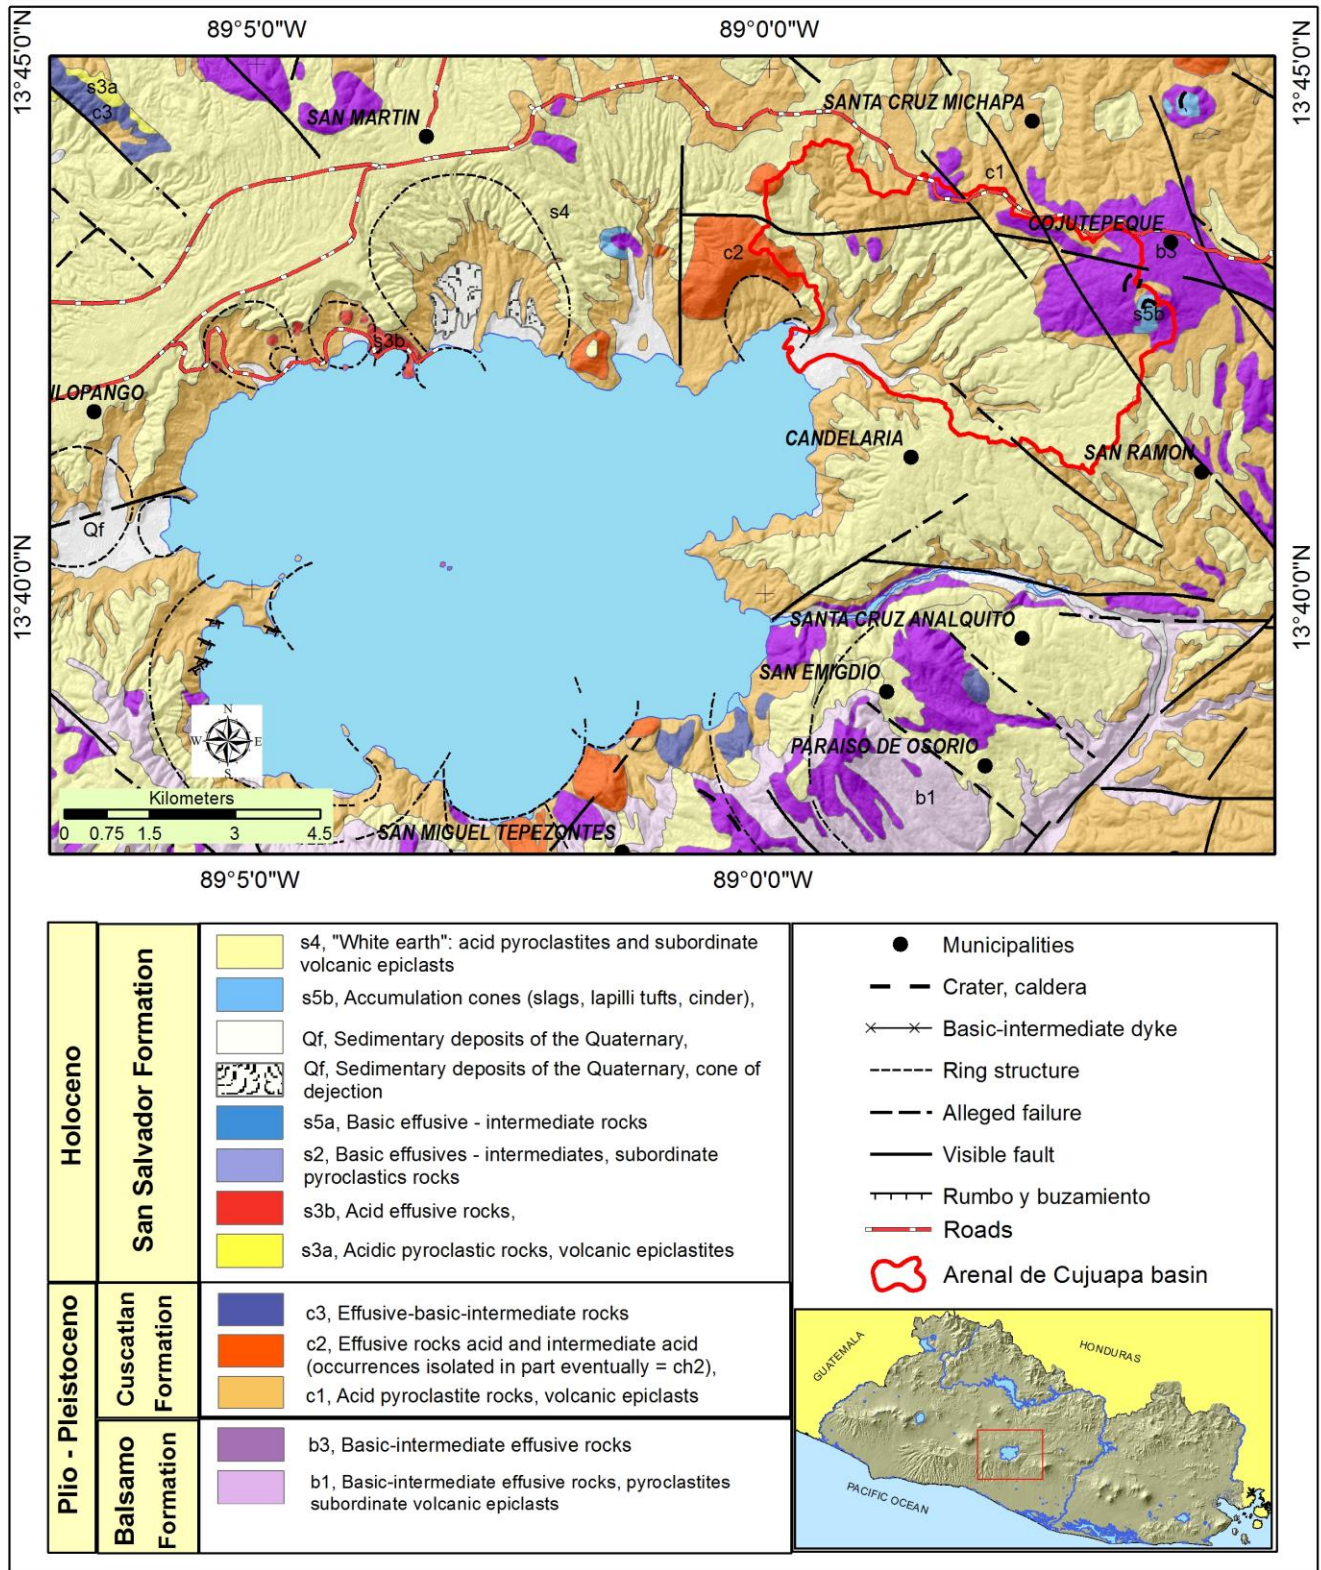 89°5'0"W
89°0'0"W
13°45'0"N
13°45'0"N
s3a
c3
SAN MARTIN
SANTA CRUZ MICHAPA
c1
s4
COJUTEPEQUE
b3
c2
s5b
s3b
ILOPANGO
CANDELARIA
SAN RAMON
Qf
13°40'0"N
13°40'0"N
SANTA CRUZ ANALQUITO
SAN EMIGDIO
N
W
E
S
PARAISO DE OSORIO
b1
Kilometers
0 0.75 1.5 3 4.5
SAN MIGUEL TEPEZONTES
89°5'0"W
89°0'0"W
Holoceno
San Salvador Formation
s4, "White earth": acid pyroclastites and subordinate
volcanic epiclasts
s5b, Accumulation cones (slags, lapilli tufts, cinder),
Qf, Sedimentary deposits of the Quaternary,
Qf, Sedimentary deposits of the Quaternary, cone of
dejection
s5a, Basic effusive - intermediate rocks
s2, Basic effusives - intermediates, subordinate
pyroclastics rocks
s3b, Acid effusive rocks,
s3a, Acidic pyroclastic rocks, volcanic epiclastites
Plio - Pleistoceno
Cuscatlan
Formation
c3, Effusive-basic-intermediate rocks
c2, Effusive rocks acid and intermediate acid
(occurrences isolated in part eventually = ch2),
c1, Acid pyroclastite rocks, volcanic epiclasts
Balsamo
Formation
b3, Basic-intermediate effusive rocks
b1, Basic-intermediate effusive rocks, pyroclastites
subordinate volcanic epiclasts
Municipalities
Crater, caldera
Basic-intermediate dyke
Ring structure
Alleged failure
Visible fault
Rumbo y buzamiento
Roads
Arenal de Cujuapa basin
GUATEMALA
HONDURAS
PACIFIC OCEAN